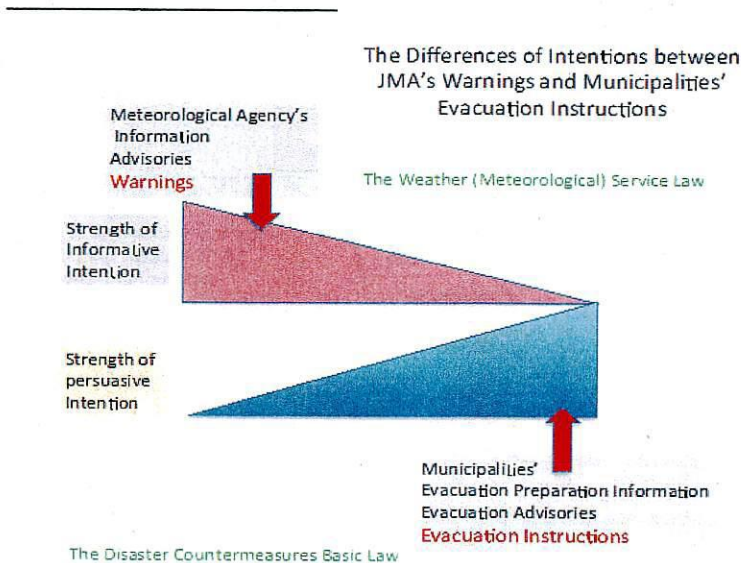 The Differences of Intentions between
JMA's Warnings and Municipalities'
Evacuation Instructions
Meteorological Agency's
Information
Advisories
Warnings
The Weather (Meteorological) Service Law
Strength of
Informative
Intention
Strength of
persuasive
Intention
Municipalities'
Evacuation Preparation Information
Evacuation Advisories
Evacuation Instructions
The Disaster Countermeasures Basic Law